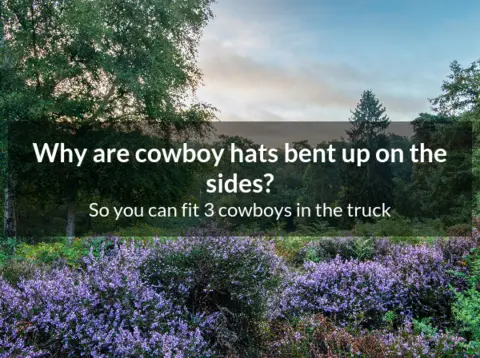 Why are cowboy hats bent up on the
sides?
So you can fit 3 cowboys in the truck